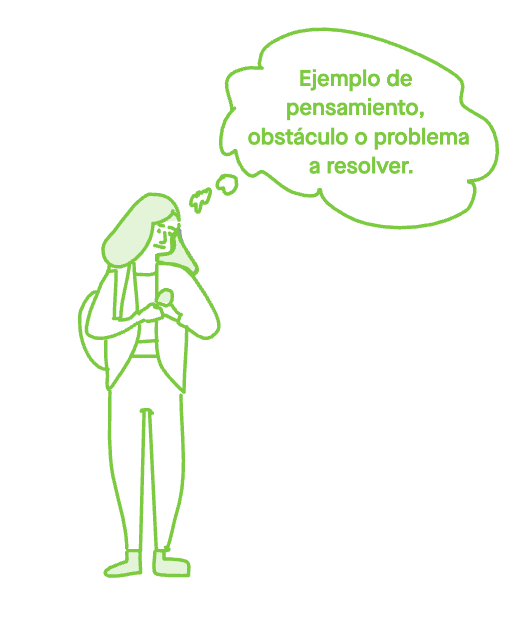 Ejemplo de
pensamiento,
obstáculo o problema
a resolver.